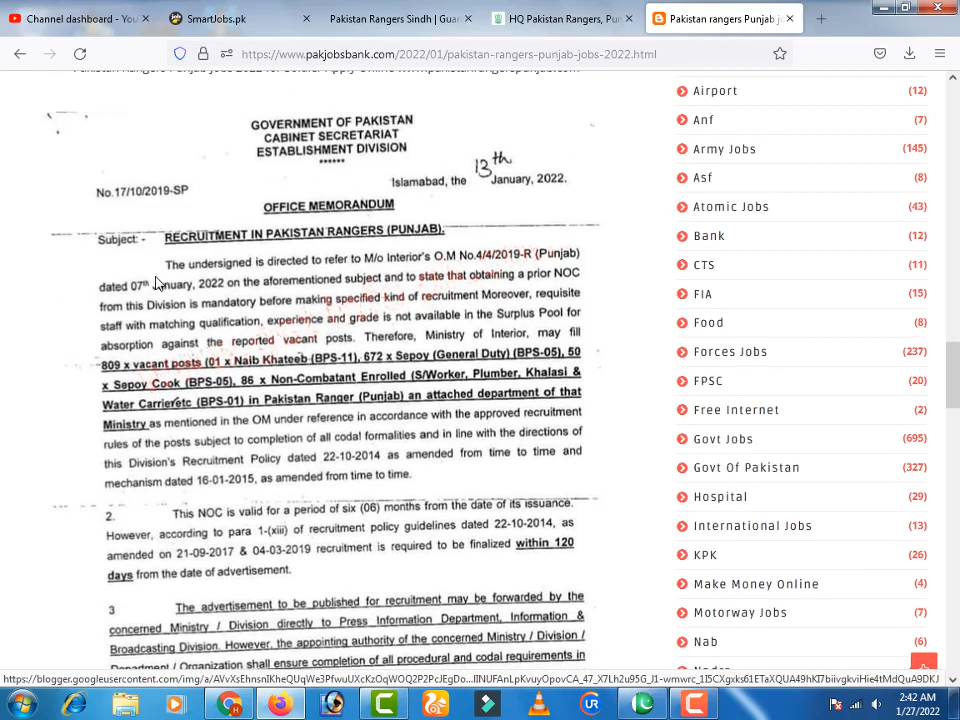 Channel dashboard - You
SmartJobs.pk
Pakistan Rangers Sindh | Guar
HQ Pakistan Rangers, Pun
Pakistan rangers Punjab jo
https://www.pakjobsbank.com/2022/01/pakistan-rangers-punjab-jobs-2022.html
GOVERNMENT OF PAKISTAN
CABINET SECRETARIAT
ESTABLISHMENT DIVISION
******
No.17/10/2019-SP
Islamabad, the 13th January, 2022.
OFFICE MEMORANDUM
Subject: - RECRUITMENT IN PAKISTAN RANGERS (PUNJAB).
The undersigned is directed to refer to M/o Interior's O.M No.4/4/2019-R (Punjab)
dated 07th January, 2022 on the aforementioned subject and to state that obtaining a prior NOC
from this Division is mandatory before making specified kind of recruitment Moreover, requisite
staff with matching qualification, experience and grade is not available in the Surplus Pool for
absorption against the reported vacant posts. Therefore, Ministry of Interior, may fill
809 x vacant posts (01 x Naib Khateeb (BPS-11), 672 x Sepoy (General Duty) (BPS-05), 50
x Sepoy Cook (BPS-05), 86 x Non-Combatant Enrolled (S/Worker, Plumber, Khalasi &
Water Carrieretc (BPS-01) in Pakistan Ranger (Punjab) an attached department of that
Ministry as mentioned in the OM under reference in accordance with the approved recruitment
rules of the posts subject to completion of all codal formalities and in line with the directions of
this Division's Recruitment Policy dated 22-10-2014 as amended from time to time and
mechanism dated 16-01-2015, as amended from time to time.
2. This NOC is valid for a period of six (06) months from the date of its issuance.
However, according to para 1-(xiii) of recruitment policy guidelines dated 22-10-2014, as
amended on 21-09-2017 & 04-03-2019 recruitment is required to be finalized within 120
days from the date of advertisement.
3 The advertisement to be published for recruitment may be forwarded by the
concerned Ministry / Division directly to Press Information Department, Information &
Broadcasting Division. However, the appointing authority of the concerned Ministry / Division /
Department / Organization shall ensure completion of all procedural and codal requirements in
Airport (12)
Anf (7)
Army Jobs (145)
Asf (8)
Atomic Jobs (43)
Bank (12)
CTS (11)
FIA (15)
Food (8)
Forces Jobs (237)
FPSC (20)
Free Internet (2)
Govt Jobs (695)
Govt Of Pakistan (327)
Hospital (29)
International Jobs (13)
KPK (26)
Make Money Online (4)
Motorway Jobs (7)
Nab (6)
2:42 AM
1/27/2022